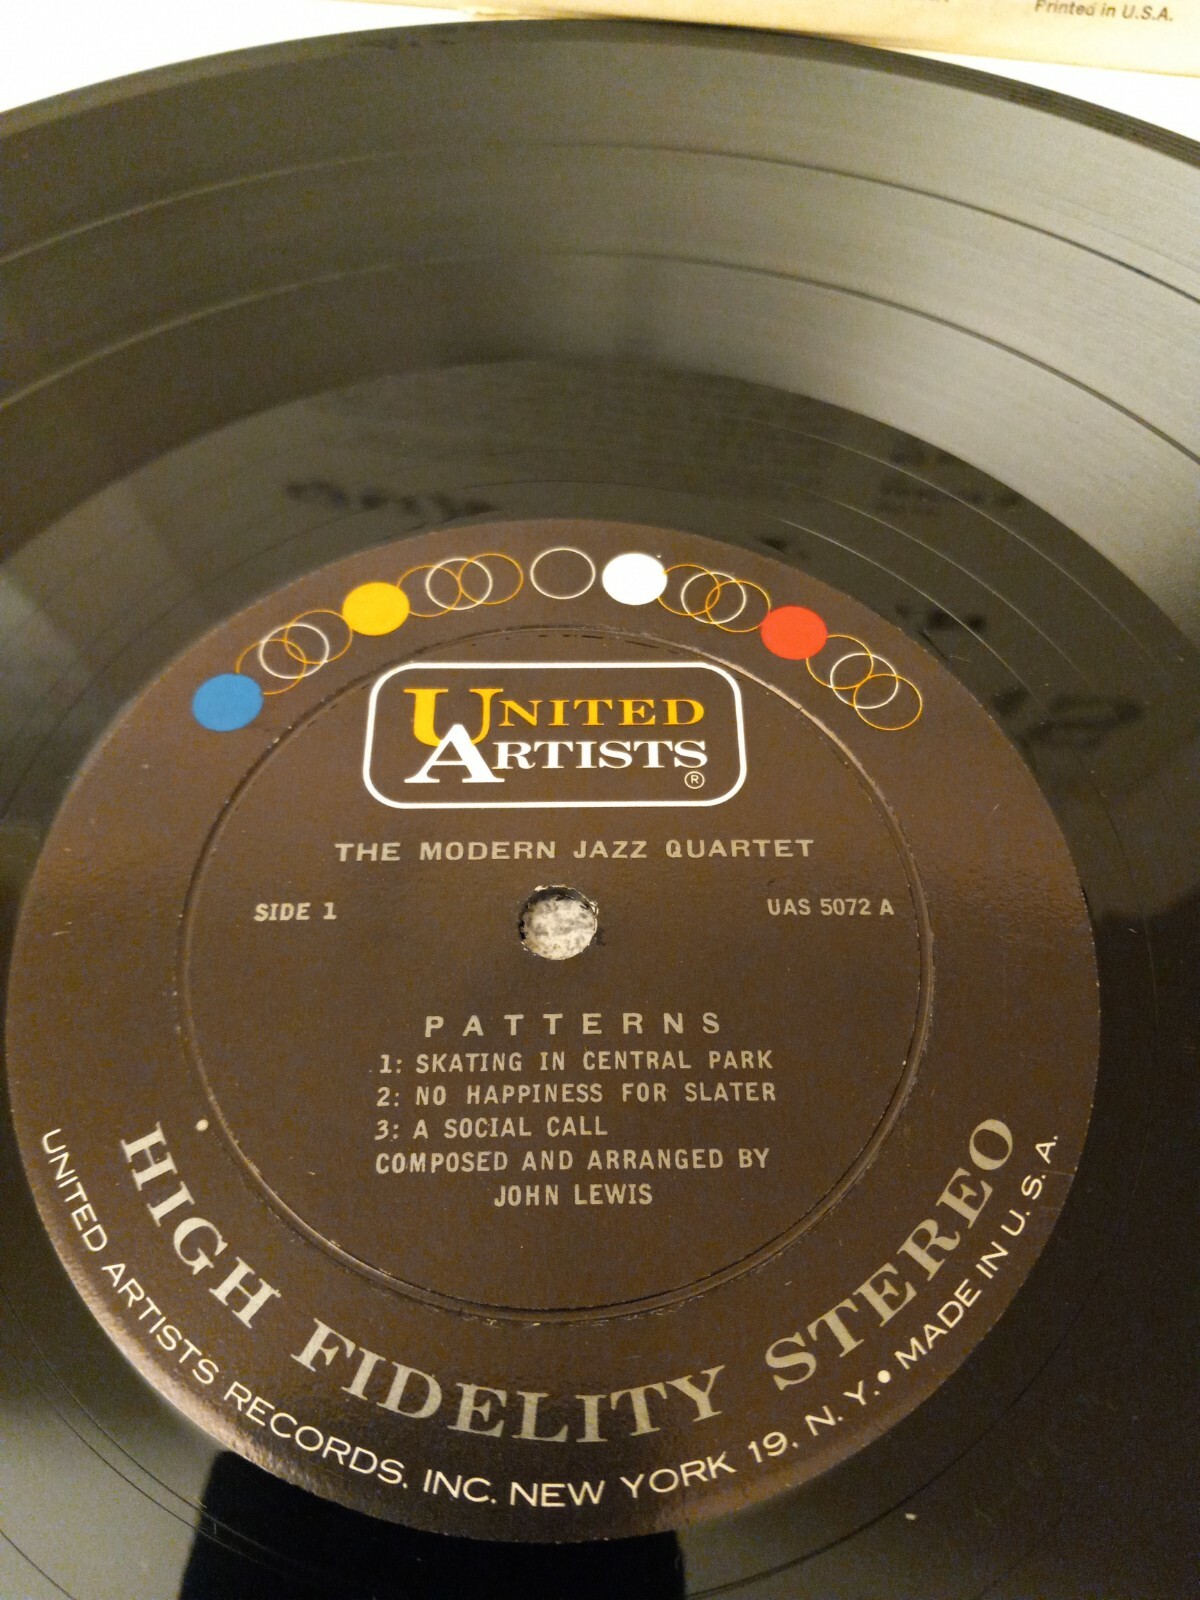 Printed in U.S.A.
UNITED
ARTISTS
®
THE MODERN JAZZ QUARTET
SIDE 1
UAS 5072 A
PATTERNS
1: SKATING IN CENTRAL PARK
2: NO HAPPINESS FOR SLATER
3: A SOCIAL CALL
COMPOSED AND ARRANGED BY
JOHN LEWIS
HIGH FIDELITY STEREO
UNITED ARTISTS RECORDS, INC. NEW YORK 19, N. Y. • MADE IN U. S. A.